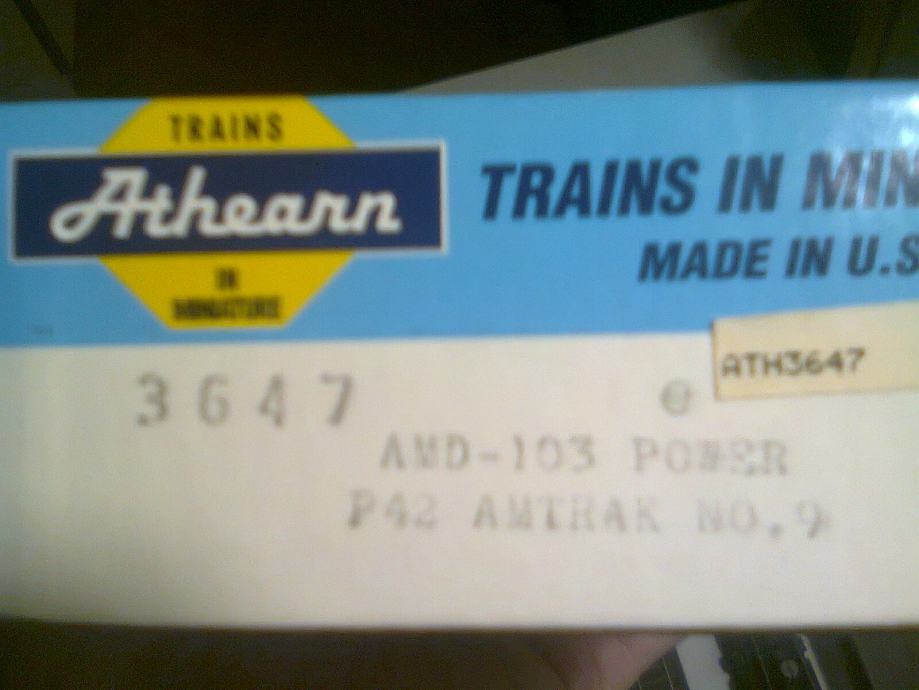 TRAINS
Athearn
IN
MINIATURE
TRAINS IN MIN
MADE IN U.S
ATH3647
3647
e
AMD-103 POWER
P42 AMTRAK NO.9